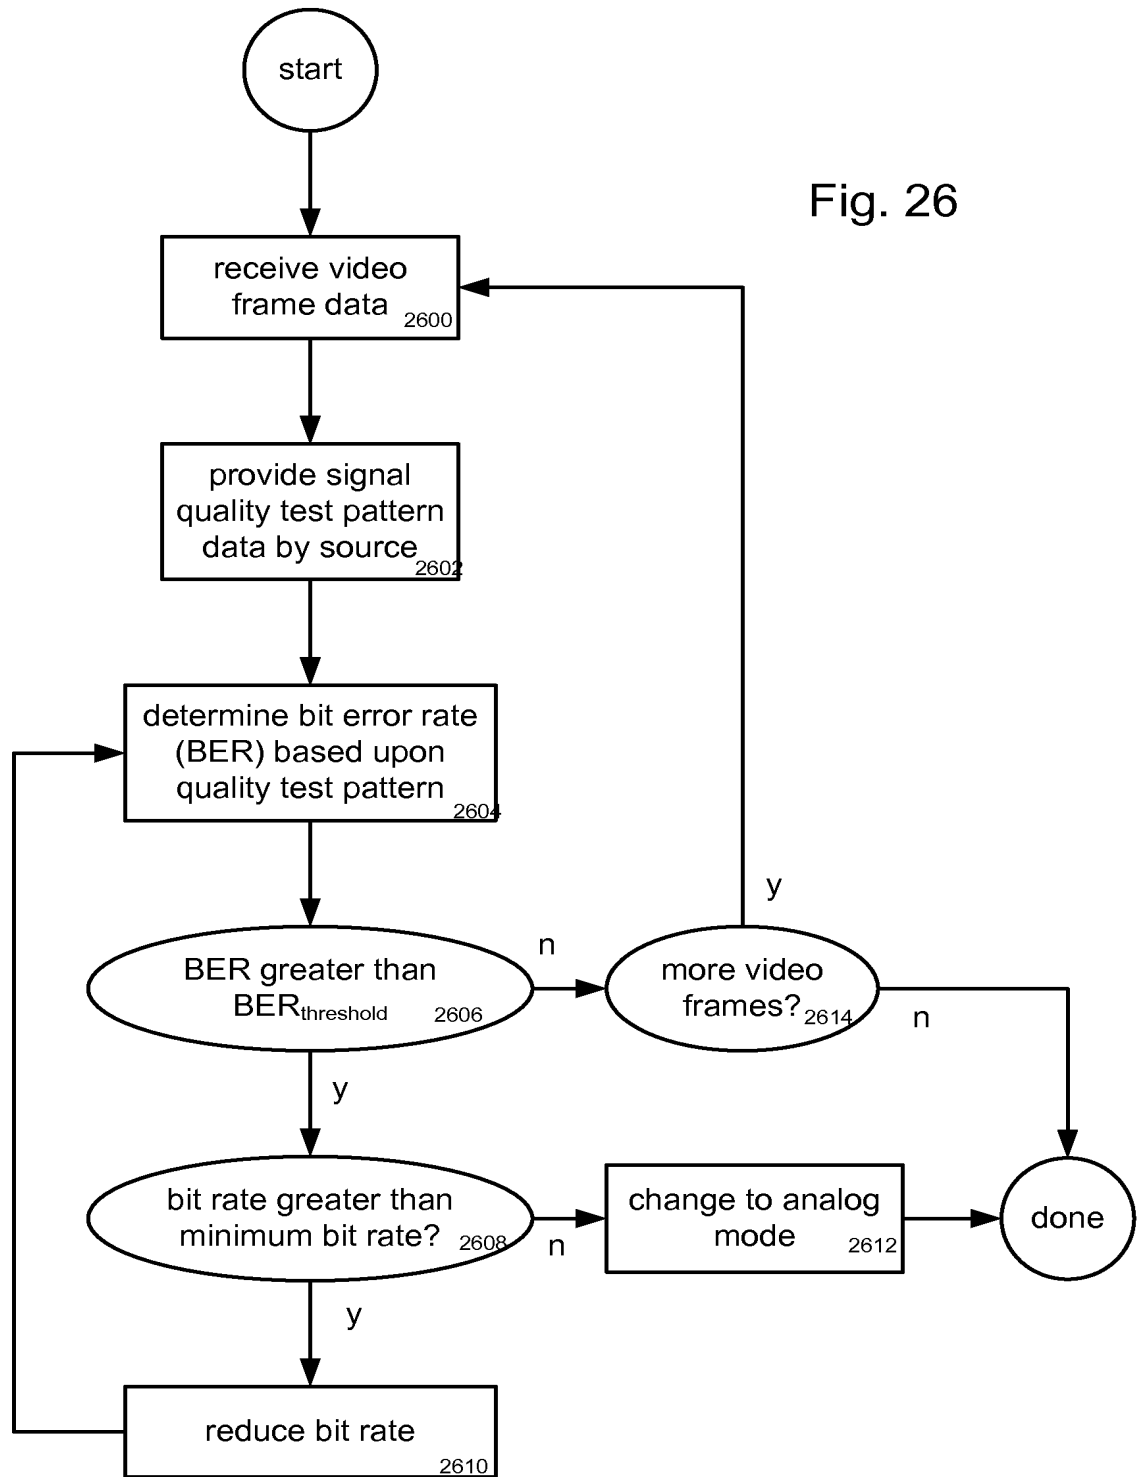 start
Fig. 26
receive video
frame data
2600
provide signal
quality test pattern
data by source
2602
determine bit error rate
(BER) based upon
quality test pattern
2604
y
n
BER greater than
BERthreshold
2606
more video
frames?
2614
n
y
bit rate greater than
minimum bit rate?
2608
n
change to analog
mode
2612
done
y
reduce bit rate
2610